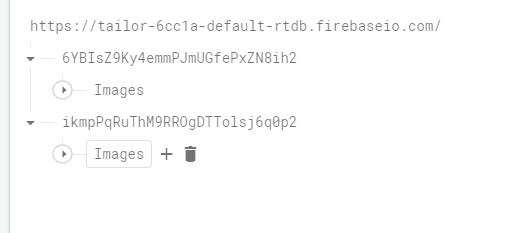 https://tailor-6cc1a-default-rtdb.firebaseio.com/
6YBIsZ9Ky4emmPJmUGfePxZN8ih2
Images
ikmpPqRuThM9RROgDTTolsj6q0p2
Images